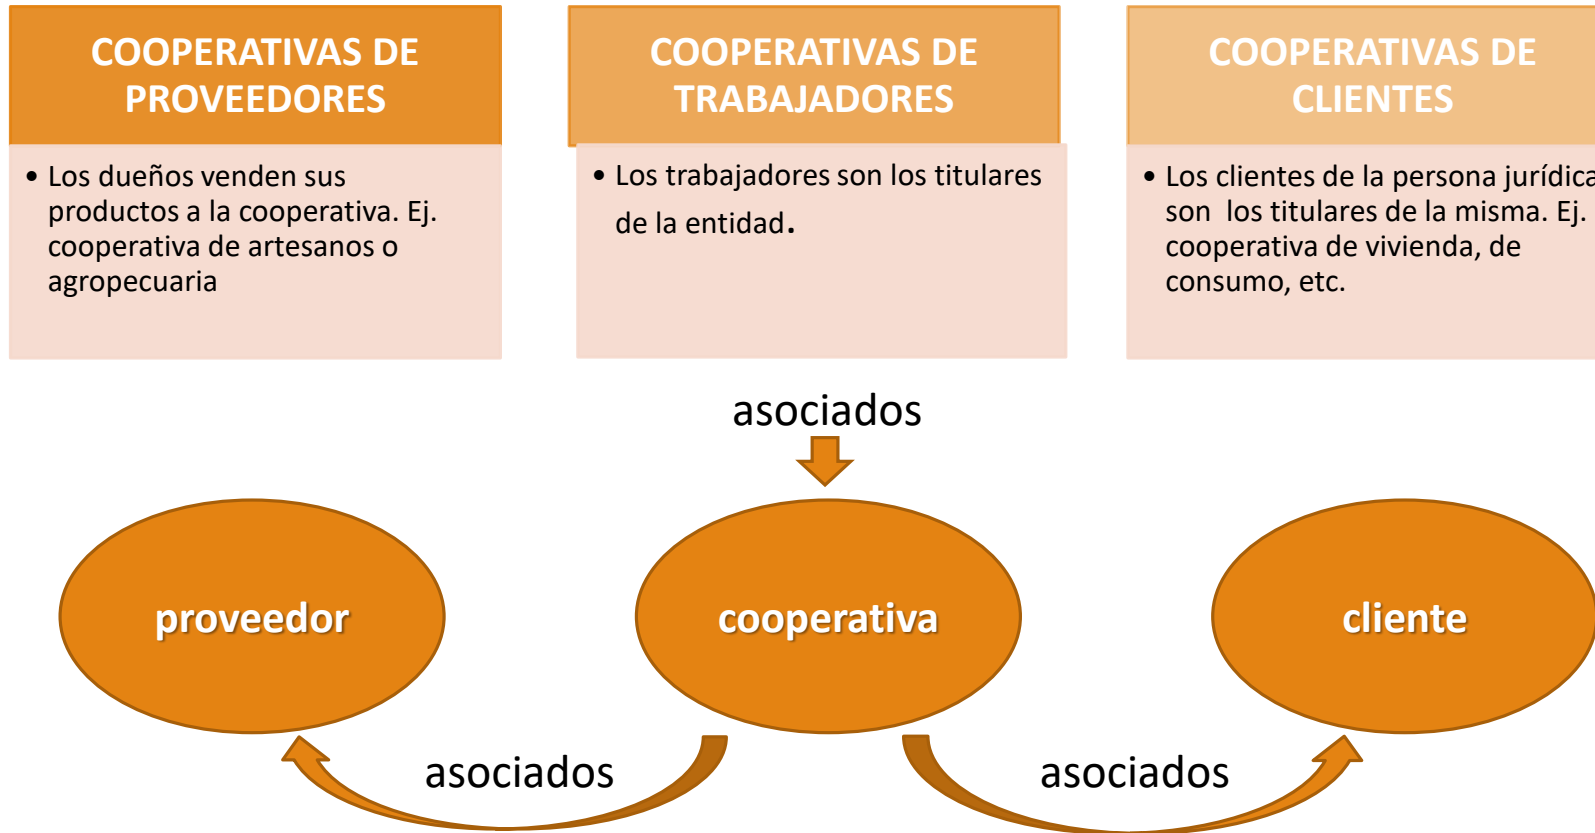 COOPERATIVAS DE
PROVEEDORES
• Los dueños venden sus
productos a la cooperativa. Ej.
cooperativa de artesanos o
agropecuaria
COOPERATIVAS DE
TRABAJADORES
• Los trabajadores son los titulares
de la entidad.
COOPERATIVAS DE
CLIENTES
• Los clientes de la persona jurídica
son los titulares de la misma. Ej.
cooperativa de vivienda, de
consumo, etc.
asociados
proveedor
cooperativa
cliente
asociados
asociados